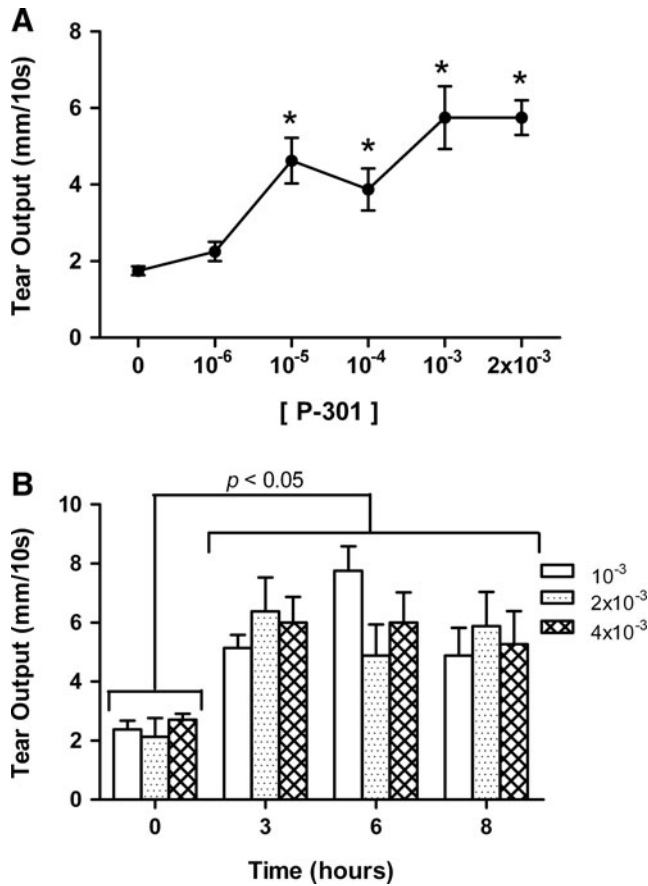 A
Tear Output (mm/10s)
8
6
4
2
0
*
*
*
*
0 10⁻⁶ 10⁻⁵ 10⁻⁴ 10⁻³ 2x10⁻³
[ P-301 ]
B
Tear Output (mm/10s)
10
8
6
4
2
0
p < 0.05
10⁻³
2x10⁻³
4x10⁻³
0 3 6 8
Time (hours)